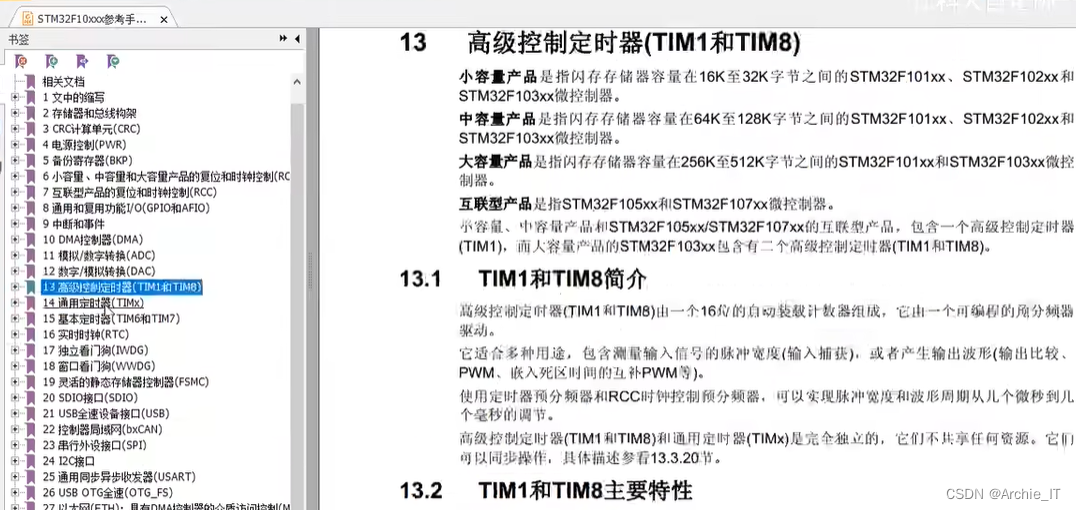 STM32F10xxx参考手...
书签
相关文档
1 文中的缩写
2 存储器和总线构架
3 CRC计算单元(CRC)
4 电源控制(PWR)
5 备份寄存器(BKP)
6 小容量、中容量和大容量产品的复位和时钟控制(RC
7 互联型产品的复位和时钟控制(RCC)
8 通用和复用功能I/O(GPIO和AFIO)
9 中断和事件
10 DMA控制器(DMA)
11 模拟/数字转换(ADC)
12 数字/模拟转换(DAC)
13 高级控制定时器(TIM1和TIM8)
14 通用定时器(TIMx)
15 基本定时器(TIM6和TIM7)
16 实时时钟(RTC)
17 独立看门狗(IWDG)
18 窗口看门狗(WWDG)
19 灵活的静态存储器控制器(FSMC)
20 SDIO接口(SDIO)
21 USB全速设备接口(USB)
22 控制器局域网(bxCAN)
23 串行外设接口(SPI)
24 I2C接口
25 通用同步异步收发器(USART)
26 USB OTG全速(OTG_FS)
27 以太网(ETH)：具有DMA控制器的介质访问控制(M
13 高级控制定时器(TIM1和TIM8)
小容量产品是指闪存存储器容量在16K至32K字节之间的STM32F101xx、STM32F102xx和
STM32F103xx微控制器。
中容量产品是指闪存存储器容量在64K至128K字节之间的STM32F101xx、STM32F102xx和
STM32F103xx微控制器。
大容量产品是指闪存存储器容量在256K至512K字节之间的STM32F101xx和STM32F103xx微控
制器。
互联型产品是指STM32F105xx和STM32F107xx微控制器。
小容量、中容量产品和STM32F105xx/STM32F107xx的互联型产品，包含一个高级控制定时器
(TIM1)，而大容量产品的STM32F103xx包含有二个高级控制定时器(TIM1和TIM8)。
13.1 TIM1和TIM8简介
高级控制定时器(TIM1和TIM8)由一个16位的自动装载计数器组成，它由一个可编程的预分频器
驱动。
它适合多种用途，包含测量输入信号的脉冲宽度(输入捕获)，或者产生输出波形(输出比较、
PWM、嵌入死区时间的互补PWM等)。
使用定时器预分频器和RCC时钟控制预分频器，可以实现脉冲宽度和波形周期从几个微秒到几
个毫秒的调节。
高级控制定时器(TIM1和TIM8)和通用定时器(TIMx)是完全独立的，它们不共享任何资源。它们
可以同步操作，具体描述参看13.3.20节。
13.2 TIM1和TIM8主要特性
CSDN @Archie_IT